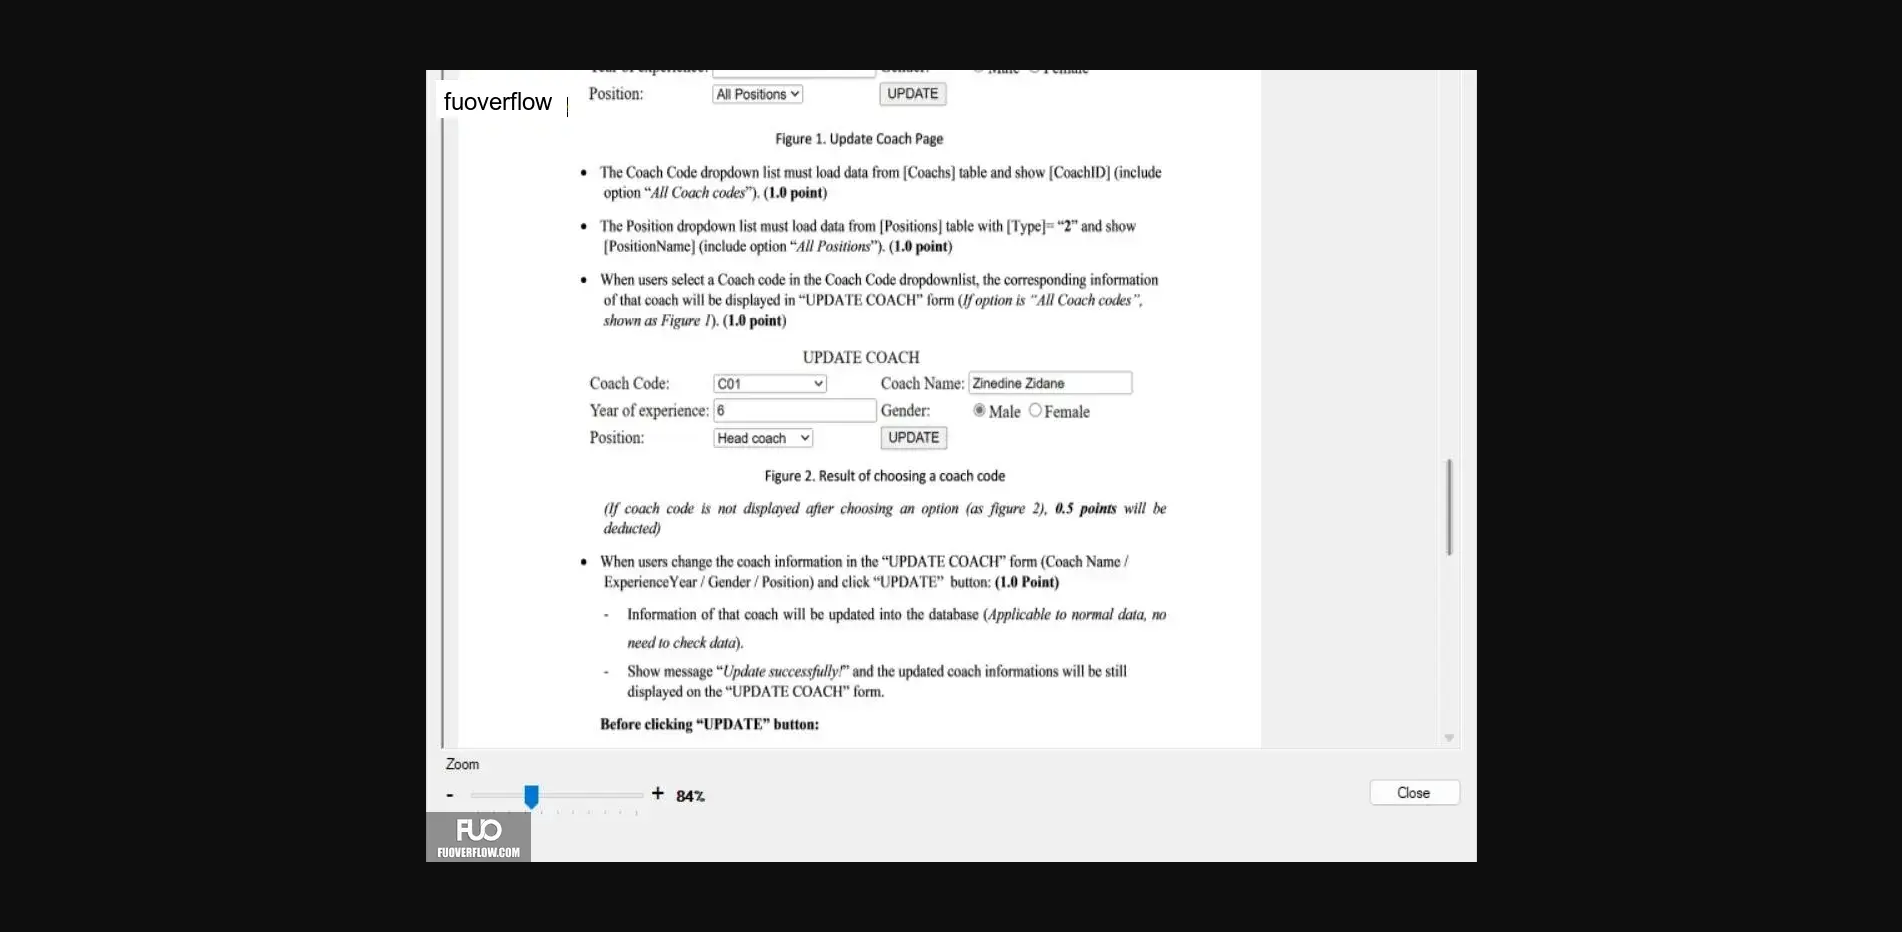 Year of experience: Gender: Male Female
fuoverflow
Position: All Positions UPDATE
Figure 1. Update Coach Page
• The Coach Code dropdown list must load data from [Coachs] table and show [CoachID] (include
option “All Coach codes”). (1.0 point)
• The Position dropdown list must load data from [Positions] table with [Type]= “2” and show
[PositionName] (include option “All Positions”). (1.0 point)
• When users select a Coach code in the Coach Code dropdownlist, the corresponding information
of that coach will be displayed in “UPDATE COACH” form (If option is “All Coach codes”,
shown as Figure 1). (1.0 point)
UPDATE COACH
Coach Code: C01 Coach Name: Zinedine Zidane
Year of experience: 6 Gender: Male Female
Position: Head coach UPDATE
Figure 2. Result of choosing a coach code
(If coach code is not displayed after choosing an option (as figure 2), 0.5 points will be
deducted)
• When users change the coach information in the “UPDATE COACH” form (Coach Name /
ExperienceYear / Gender / Position) and click “UPDATE” button: (1.0 Point)
- Information of that coach will be updated into the database (Applicable to normal data, no
need to check data).
- Show message “Update successfully!” and the updated coach informations will be still
displayed on the “UPDATE COACH” form.
Before clicking “UPDATE” button:
Zoom
- + 84%
Close
FUO
FUOVERFLOW.COM